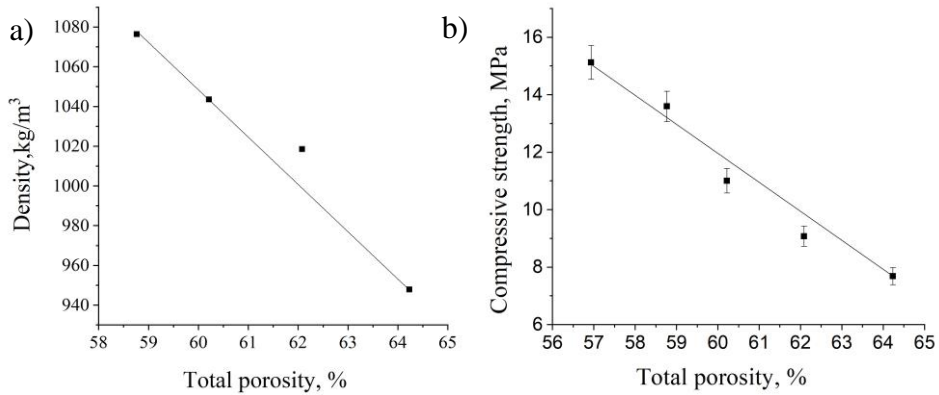 a)
Density,kg/m³
1080
1060
1040
1020
1000
980
960
940
58 59 60 61 62 63 64 65
Total porosity, %
b)
Compressive strength, MPa
16
14
12
10
8
6
56 57 58 59 60 61 62 63 64 65
Total porosity, %